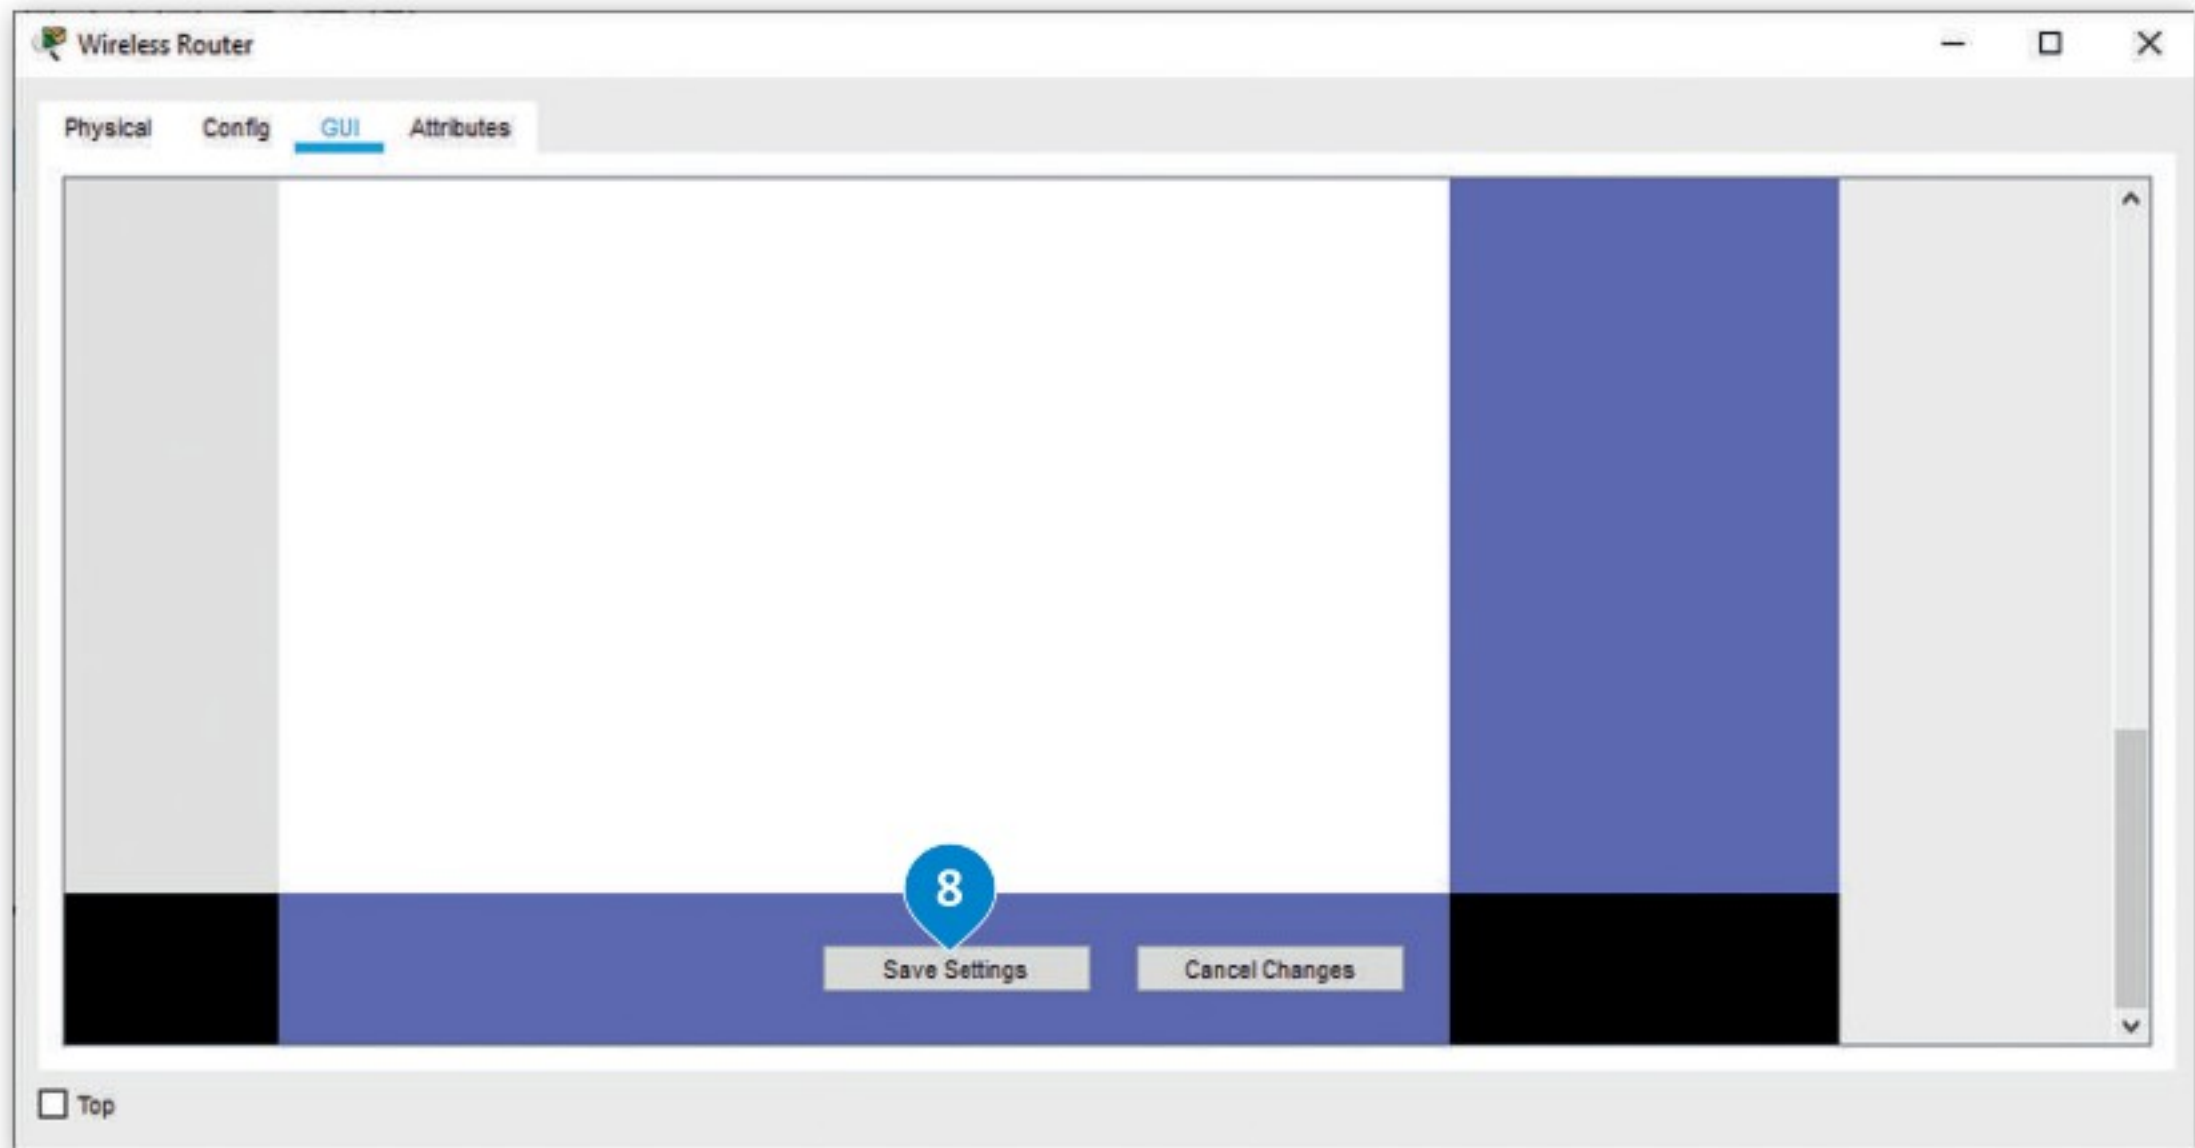 Wireless Router
Physical Config GUI Attributes
8
Save Settings Cancel Changes
Top